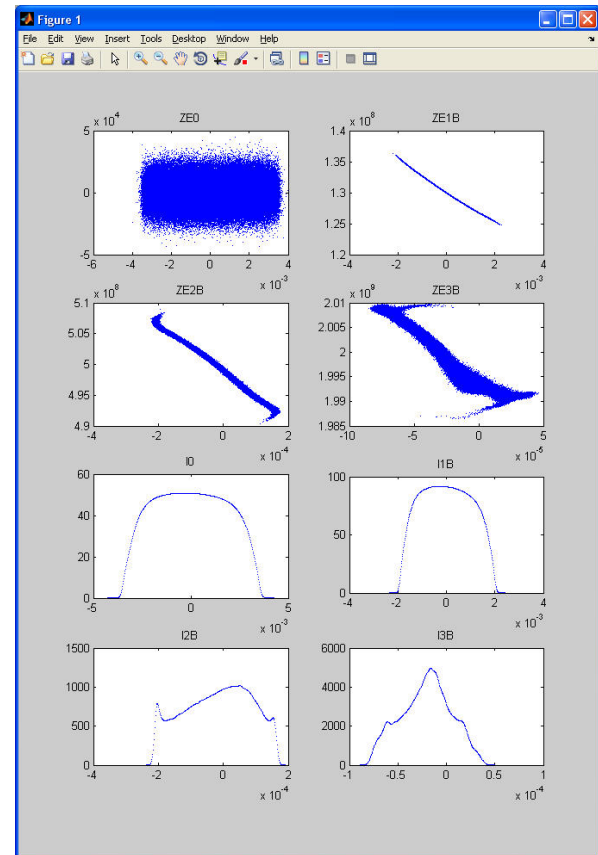 Figure 1
File Edit View Insert Tools Desktop Window Help
x 10^4 ZE0
5
0
-5
-6 -4 -2 0 2 4
x 10^-3
x 10^8 ZE1B
1.4
1.35
1.3
1.25
1.2
-4 -2 0 2 4
x 10^-3
x 10^8 ZE2B
5.1
5.05
5
4.95
4.9
-4 -2 0 2
x 10^-4
x 10^9 ZE3B
2.01
2.005
2
1.995
1.99
1.985
-10 -5 0 5
x 10^-5
I0
60
40
20
0
-5 0 5
x 10^-3
I1B
100
50
0
-4 -2 0 2 4
x 10^-3
I2B
1500
1000
500
0
-4 -2 0 2
x 10^-4
I3B
6000
4000
2000
0
-1 -0.5 0 0.5 1
x 10^-4